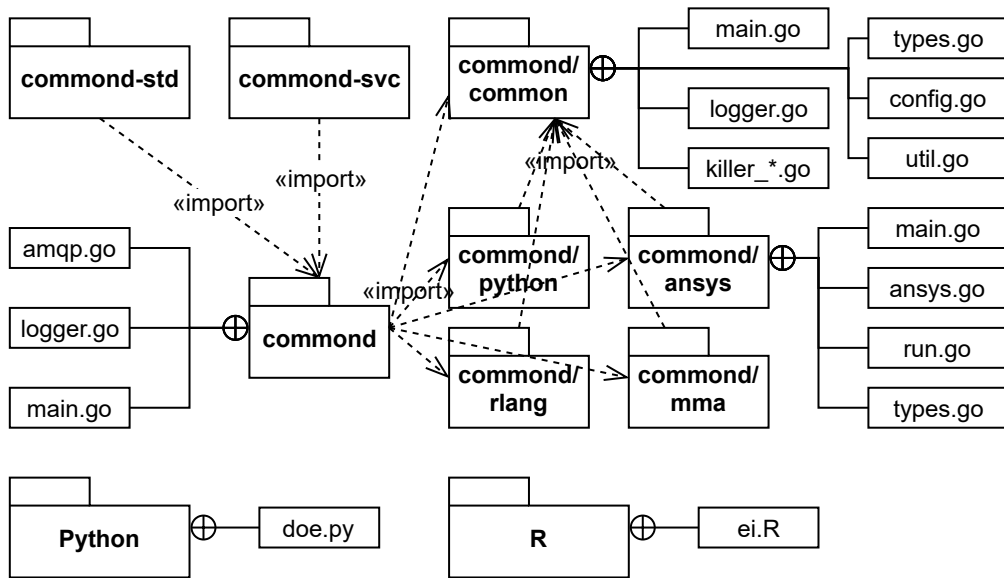 commond-std
commond-svc
commond/
common
main.go
types.go
logger.go
config.go
killer_*.go
util.go
«import»
«import»
«import»
«import»
amqp.go
logger.go
main.go
commond
commond/
python
commond/
ansys
commond/
rlang
commond/
mma
main.go
ansys.go
run.go
types.go
Python
doe.py
R
ei.R